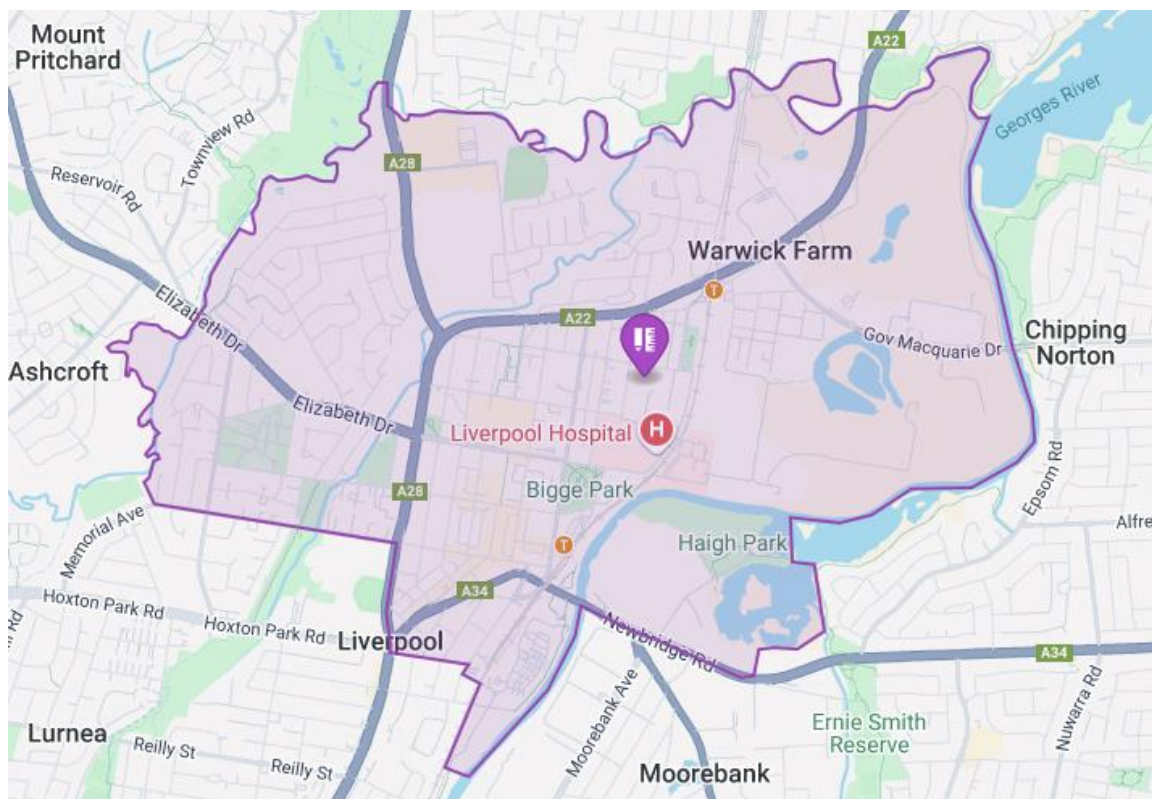 Mount
Pritchard
A22
Georges River
Townview Rd
Reservoir Rd
A28
Warwick Farm
T
Elizabeth Dr
A22
Gov Macquarie Dr
Chipping
Norton
Ashcroft
Elizabeth Dr
Liverpool Hospital
H
A28
Bigge Park
Epsom Rd
Memorial Ave
Alfre
Haigh Park
T
A34
Hoxton Park Rd
Hoxton Park Rd
Liverpool
Newbridge Rd
A34
Moorebank Ave
Nuwarra Rd
Lurnea
Reilly St
Reilly St
Ernie Smith
Reserve
Moorebank